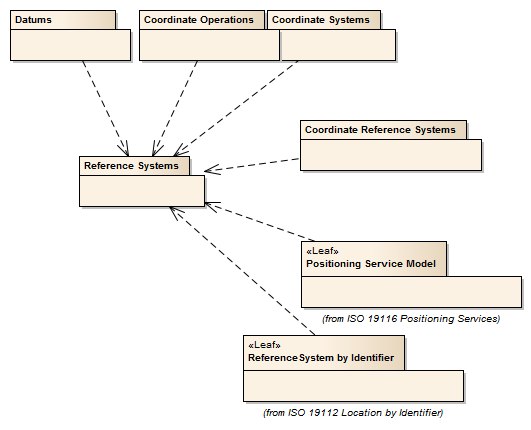 Datums
Coordinate Operations
Coordinate Systems
Coordinate Reference Systems
Reference Systems
«Leaf»
Positioning Service Model
(from ISO 19116 Positioning Services)
«Leaf»
ReferenceSystem by Identifier
(from ISO 19112 Location by Identifier)